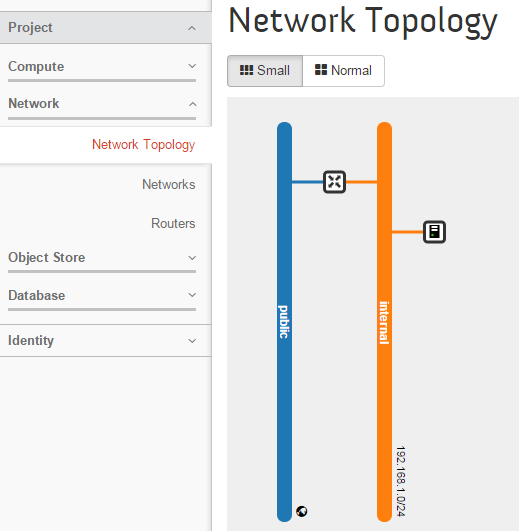 Project
Compute
Network
Network Topology
Networks
Routers
Object Store
Database
Identity
Network Topology
Small
Normal
public
internal
192.168.1.0/24